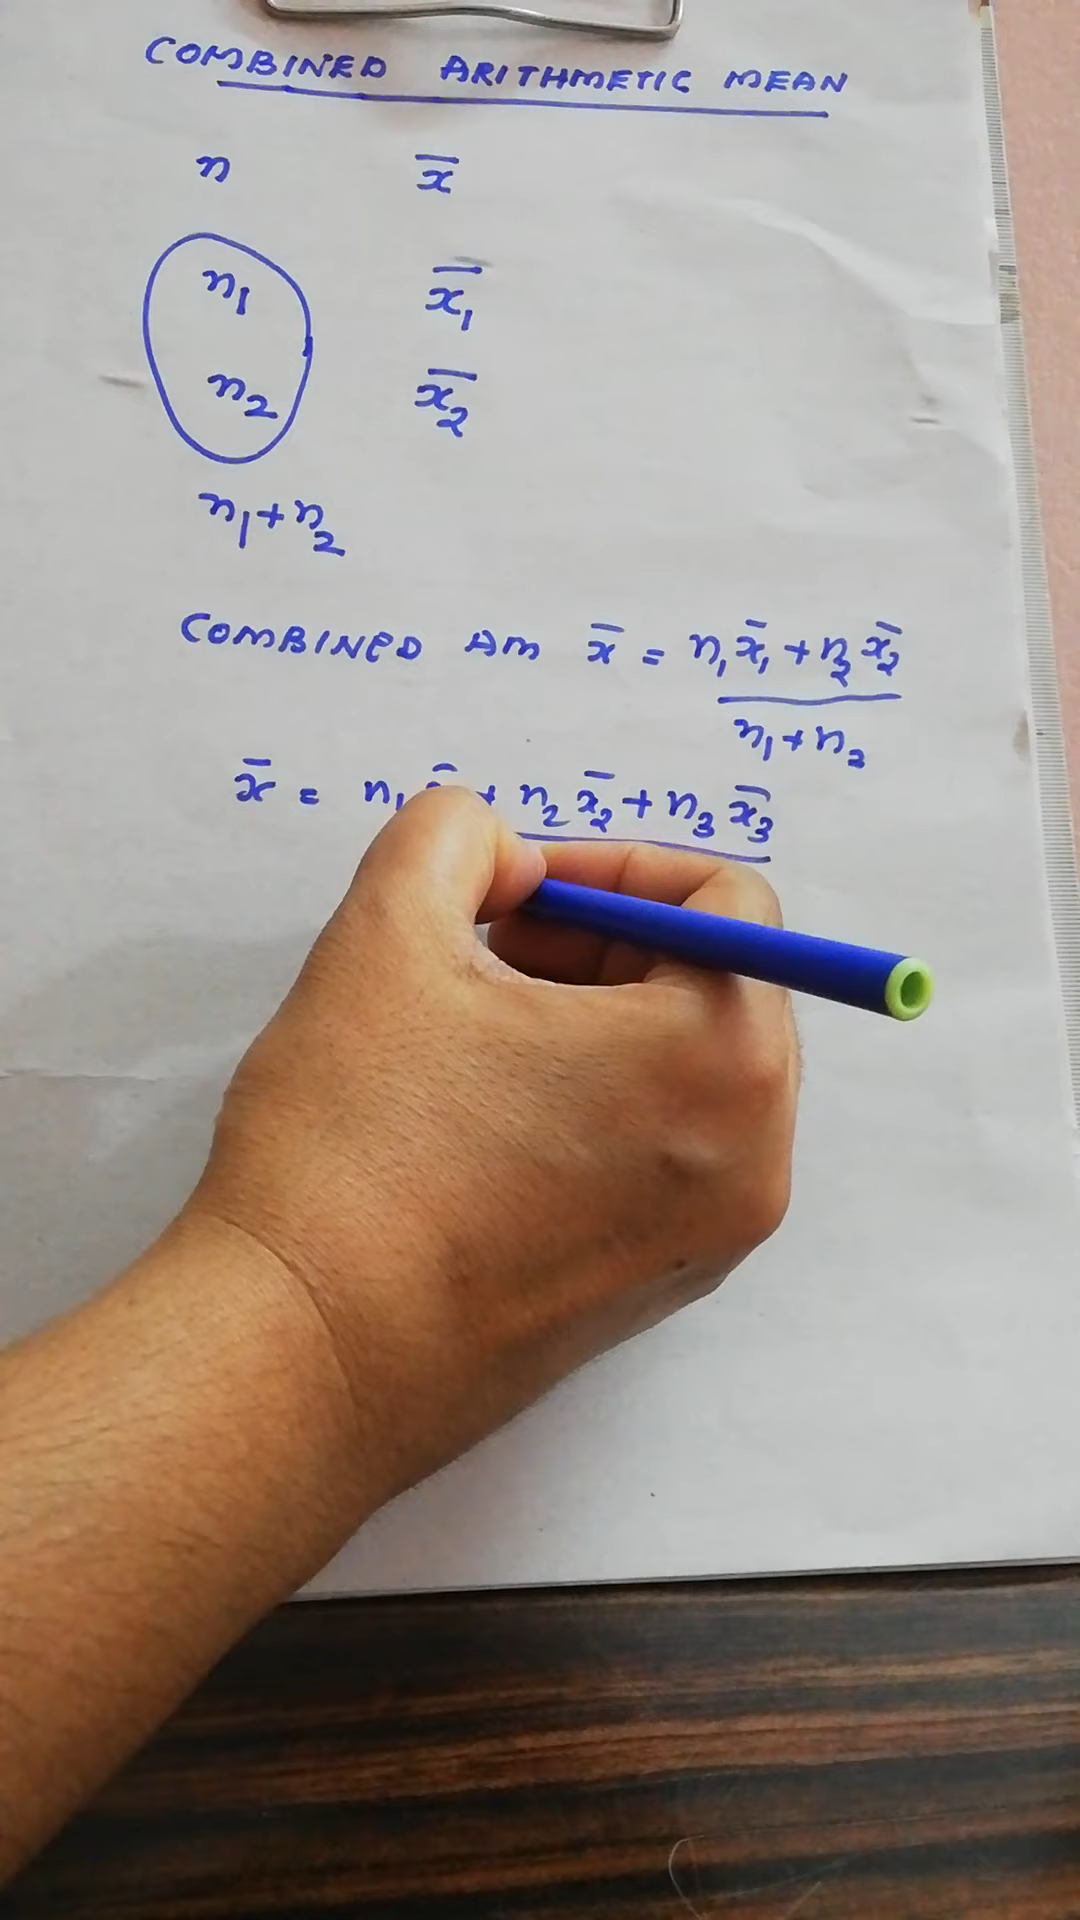 COMBINED ARITHMETIC MEAN
n x̄
n₁ x̄₁
n₂ x̄₂
n₁+n₂
COMBINED AM x̄ = n₁x̄₁+n₂x̄₂
n₁+n₂
x̄ = n₁ + n₂x̄₂+n₃x̄₃